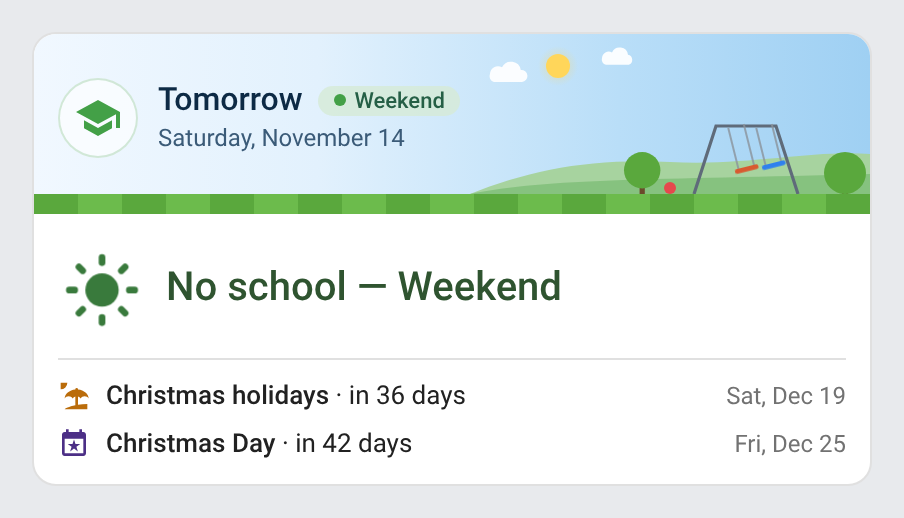 Tomorrow Weekend
Saturday, November 14
No school — Weekend
Christmas holidays · in 36 days Sat, Dec 19
Christmas Day · in 42 days Fri, Dec 25